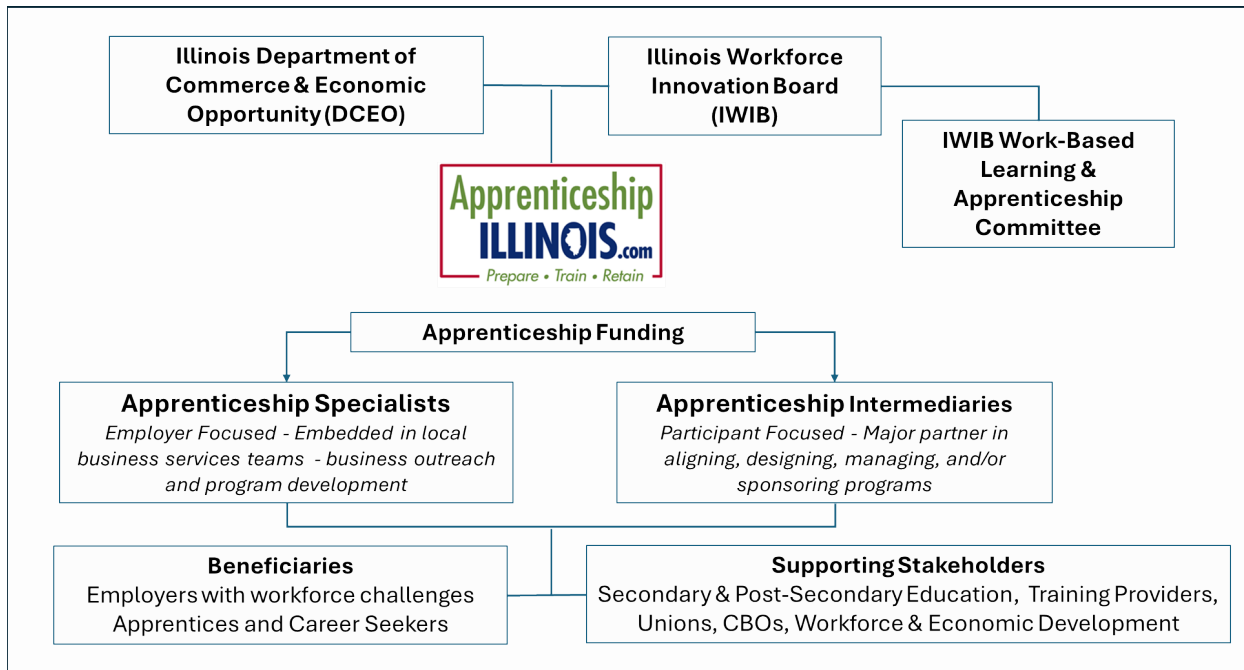 Illinois Department of
Commerce & Economic
Opportunity (DCEO)
Illinois Workforce
Innovation Board
(IWIB)
IWIB Work-Based
Learning &
Apprenticeship
Committee
Apprenticeship
ILLINOIS.com
Prepare • Train • Retain
Apprenticeship Funding
Apprenticeship Specialists
Employer Focused - Embedded in local
business services teams - business outreach
and program development
Apprenticeship Intermediaries
Participant Focused - Major partner in
aligning, designing, managing, and/or
sponsoring programs
Beneficiaries
Employers with workforce challenges
Apprentices and Career Seekers
Supporting Stakeholders
Secondary & Post-Secondary Education, Training Providers,
Unions, CBOs, Workforce & Economic Development